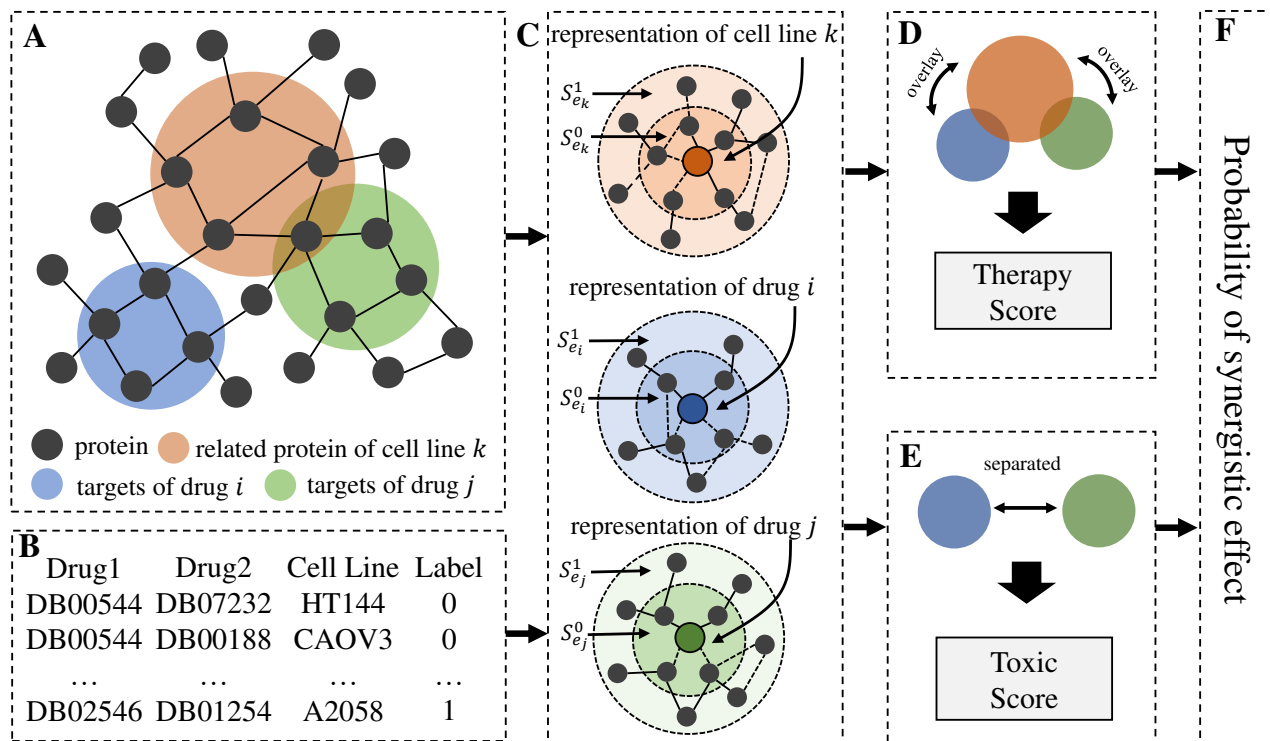 A
protein
related protein of cell line k
targets of drug i
targets of drug j
B
Drug1 Drug2 Cell Line Label
DB00544 DB07232 HT144 0
DB00544 DB00188 CAOV3 0
... ... ... ...
DB02546 DB01254 A2058 1
C
representation of cell line k
S¹eₖ
S⁰eₖ
representation of drug i
S¹eᵢ
S⁰eᵢ
representation of drug j
S¹eⱼ
S⁰eⱼ
D
overlay
overlay
Therapy
Score
E
separated
Toxic
Score
F
Probability of synergistic effect